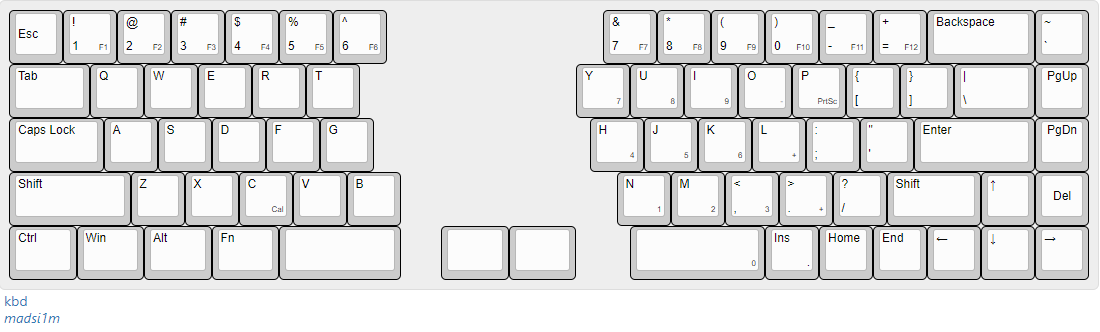 Esc ! 1 F1 @ 2 F2 # 3 F3 $ 4 F4 % 5 F5 ^ 6 F6 & 7 F7 * 8 F8 ( 9 F9 ) 0 F10 _ - F11 + = F12 Backspace ~ `
Tab Q W E R T Y 7 U 8 I 9 O - P PrtSc { [ } ] | \ PgUp
Caps Lock A S D F G H 4 J 5 K 6 L + : ; " ' Enter PgDn
Shift Z X C Cal V B N 1 M 2 < , 3 > . + ? / Shift ↑ Del
Ctrl Win Alt Fn 0 Ins . Home End ← ↓ →
kbd
madsi1m